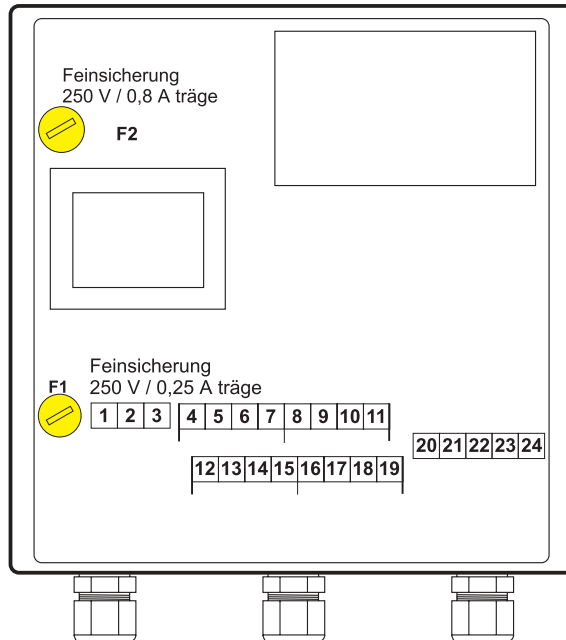 Feinsicherung
250 V / 0,8 A träge
F2
Feinsicherung
F1 250 V / 0,25 A träge
1 2 3 4 5 6 7 8 9 10 11
20 21 22 23 24
12 13 14 15 16 17 18 19